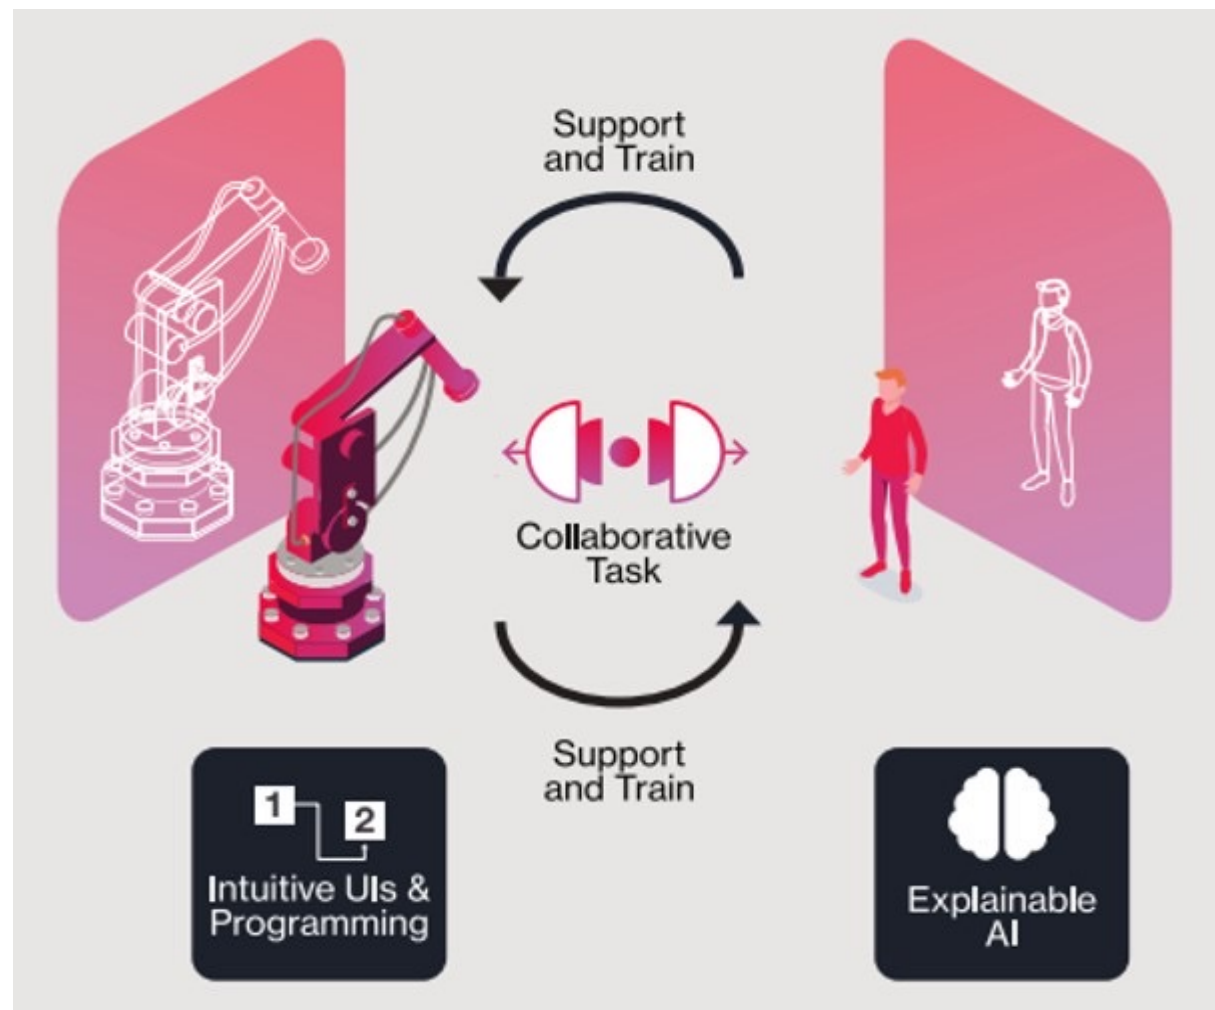 Support
and Train
Collaborative
Task
Support
and Train
1
2
Intuitive UIs &
Programming
Explainable
AI